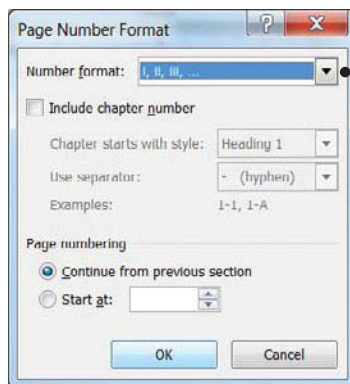 Page Number Format
Number format: i, ii, iii, ...
Include chapter number
Chapter starts with style: Heading 1
Use separator: - (hyphen)
Examples: 1-1, 1-A
Page numbering
Continue from previous section
Start at:
OK Cancel